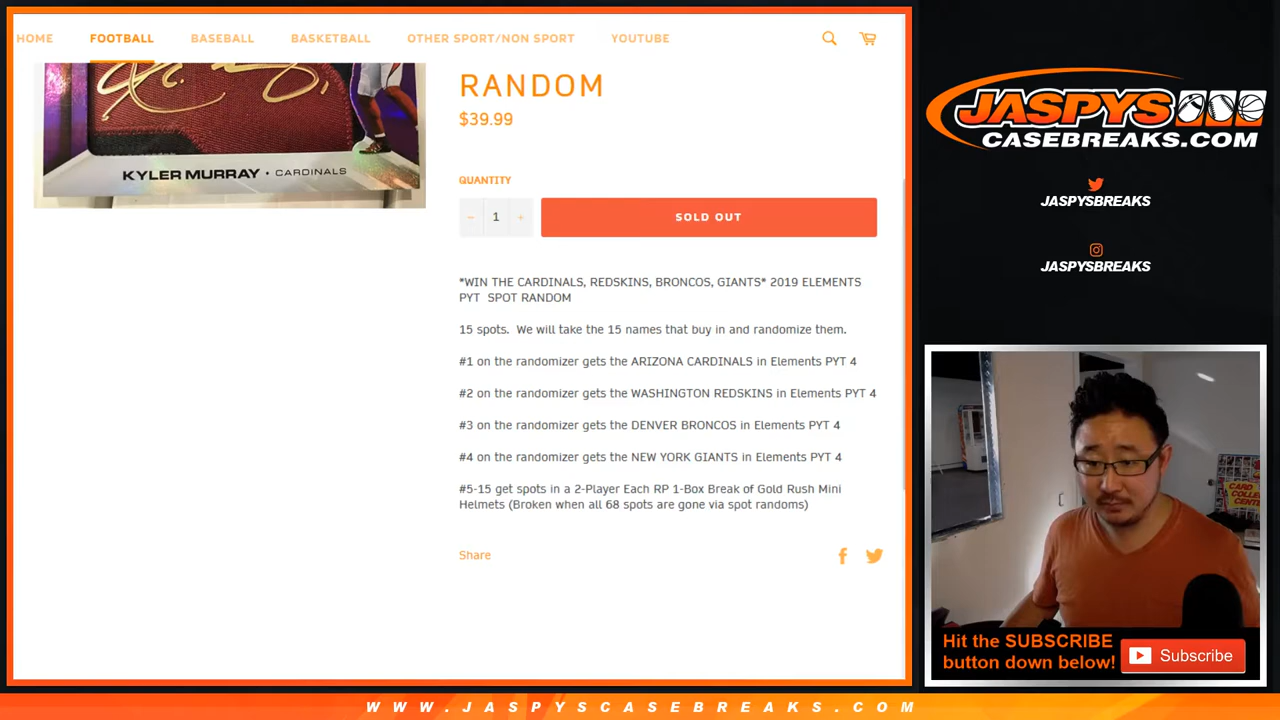 HOME
FOOTBALL
BASEBALL
BASKETBALL
OTHER SPORT/NON SPORT
YOUTUBE
KYLER MURRAY • CARDINALS
RANDOM
$39.99
QUANTITY
− 1 +
SOLD OUT
*WIN THE CARDINALS, REDSKINS, BRONCOS, GIANTS* 2019 ELEMENTS
PYT SPOT RANDOM
15 spots. We will take the 15 names that buy in and randomize them.
#1 on the randomizer gets the ARIZONA CARDINALS in Elements PYT 4
#2 on the randomizer gets the WASHINGTON REDSKINS in Elements PYT 4
#3 on the randomizer gets the DENVER BRONCOS in Elements PYT 4
#4 on the randomizer gets the NEW YORK GIANTS in Elements PYT 4
#5-15 get spots in a 2-Player Each RP 1-Box Break of Gold Rush Mini
Helmets (Broken when all 68 spots are gone via spot randoms)
Share
JASPYS
CASEBREAKS.COM
JASPYSBREAKS
JASPYSBREAKS
CARD
Hit the SUBSCRIBE
button down below!
Subscribe
WWW.JASPYSCASEBREAKS.COM